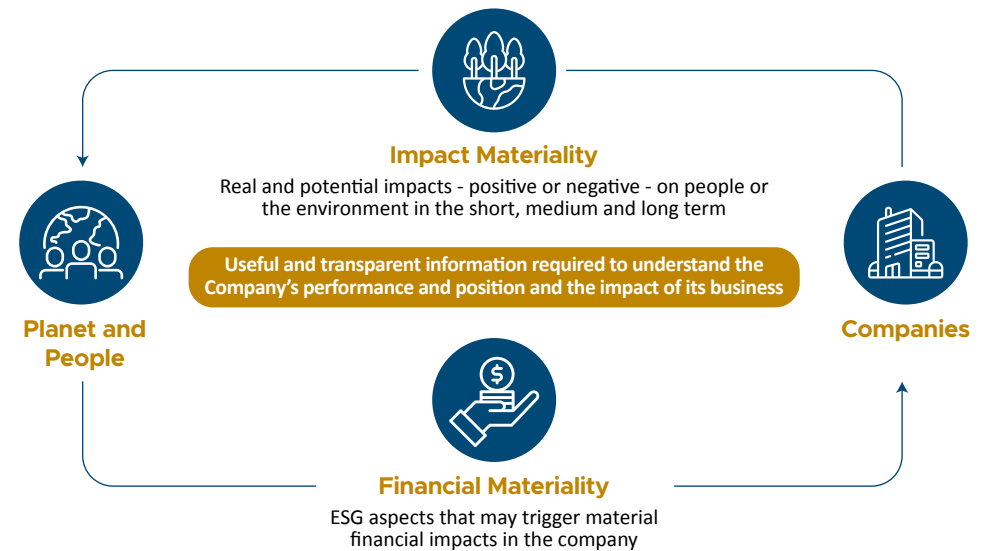 Impact Materiality
Real and potential impacts - positive or negative - on people or
the environment in the short, medium and long term
Useful and transparent information required to understand the
Company’s performance and position and the impact of its business
Planet and
People
Companies
$
Financial Materiality
ESG aspects that may trigger material
financial impacts in the company